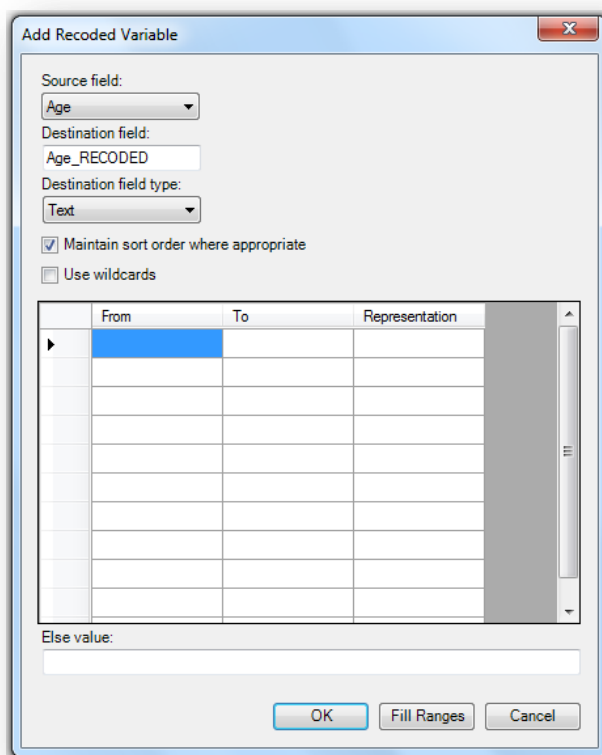 Add Recoded Variable
Source field:
Age
Destination field:
Age_RECODED
Destination field type:
Text
Maintain sort order where appropriate
Use wildcards
From To Representation
Else value:
OK Fill Ranges Cancel